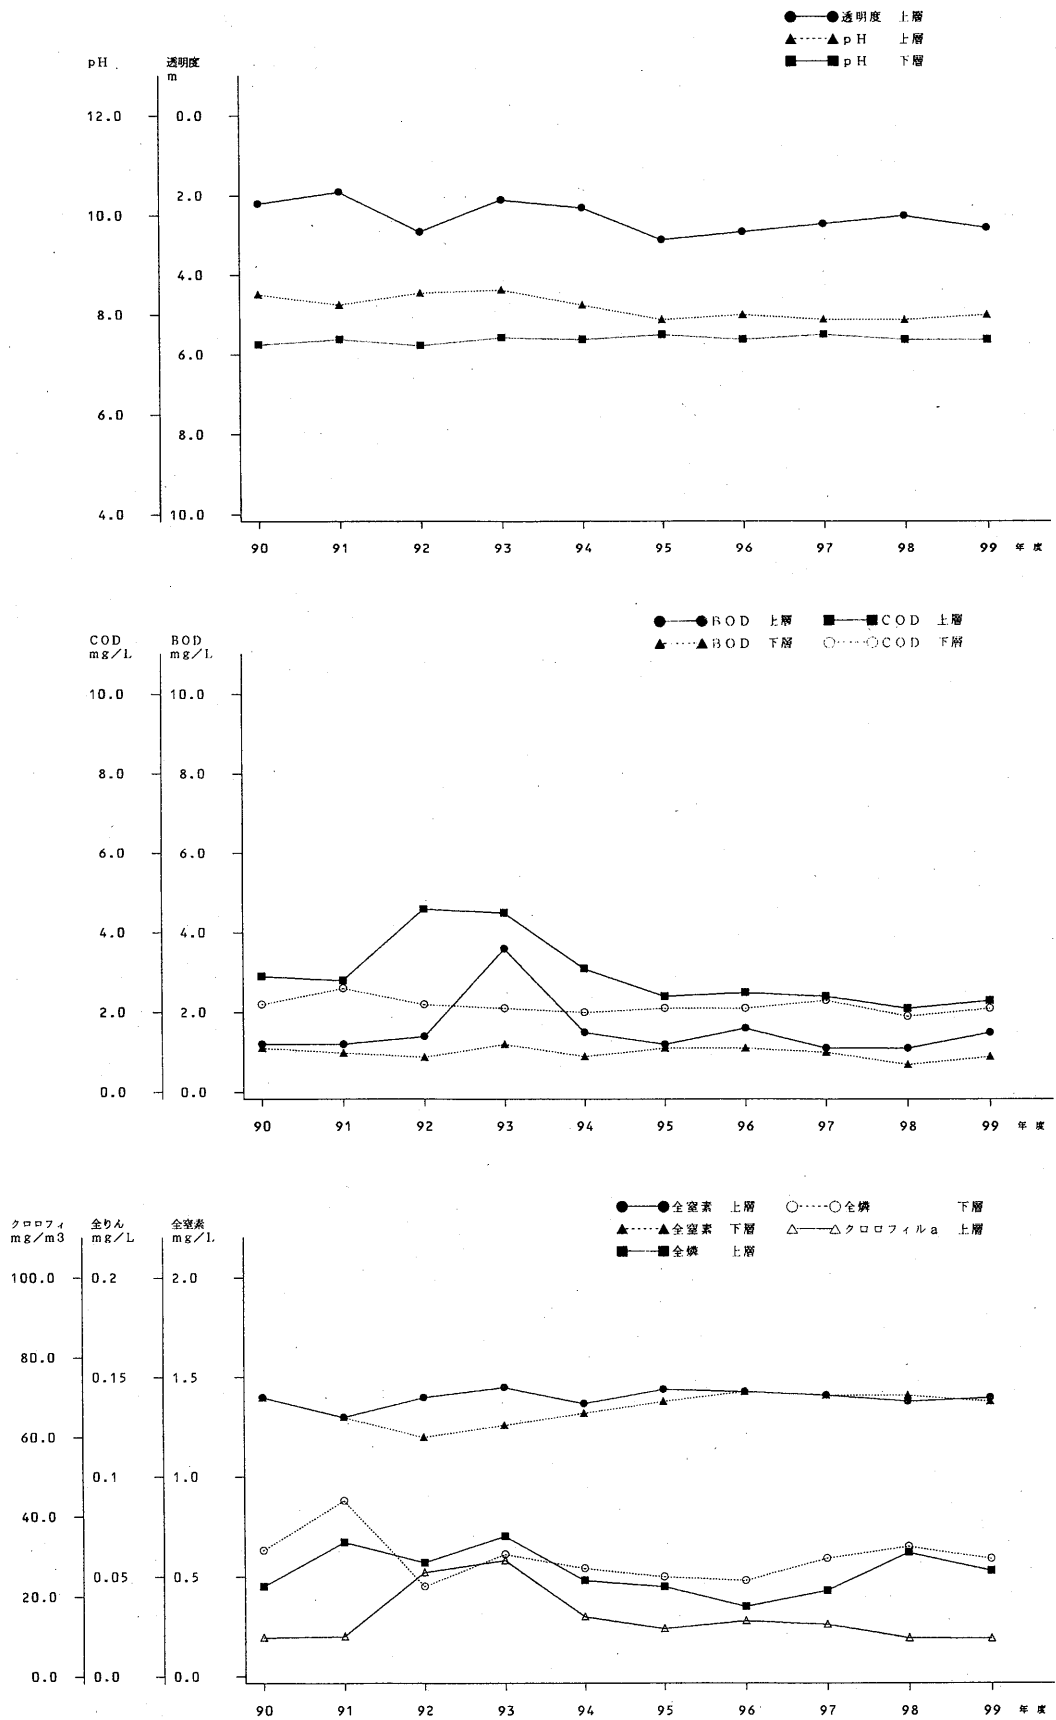 ●――●透明度　上層
▲‥‥▲pH　上層
■――■pH　下層
pH　透明度
m
12.0　0.0
2.0
10.0
4.0
8.0
6.0
6.0
8.0
4.0　10.0
90　91　92　93　94　95　96　97　98　99　年度
●――●BOD　上層　■――■COD　上層
▲‥‥▲BOD　下層　○‥‥○COD　下層
COD　BOD
mg/L　mg/L
10.0　10.0
8.0　8.0
6.0　6.0
4.0　4.0
2.0　2.0
0.0　0.0
90　91　92　93　94　95　96　97　98　99　年度
●――●全窒素　上層　○‥‥○全燐　下層
▲‥‥▲全窒素　下層　△――△クロロフィルa　上層
■――■全燐　上層
クロロフィ　全りん　全窒素
mg/m3　mg/L　mg/L
100.0　0.2　2.0
80.0
0.15　1.5
60.0
0.1　1.0
40.0
0.05　0.5
20.0
0.0　0.0　0.0
90　91　92　93　94　95　96　97　98　99　年度